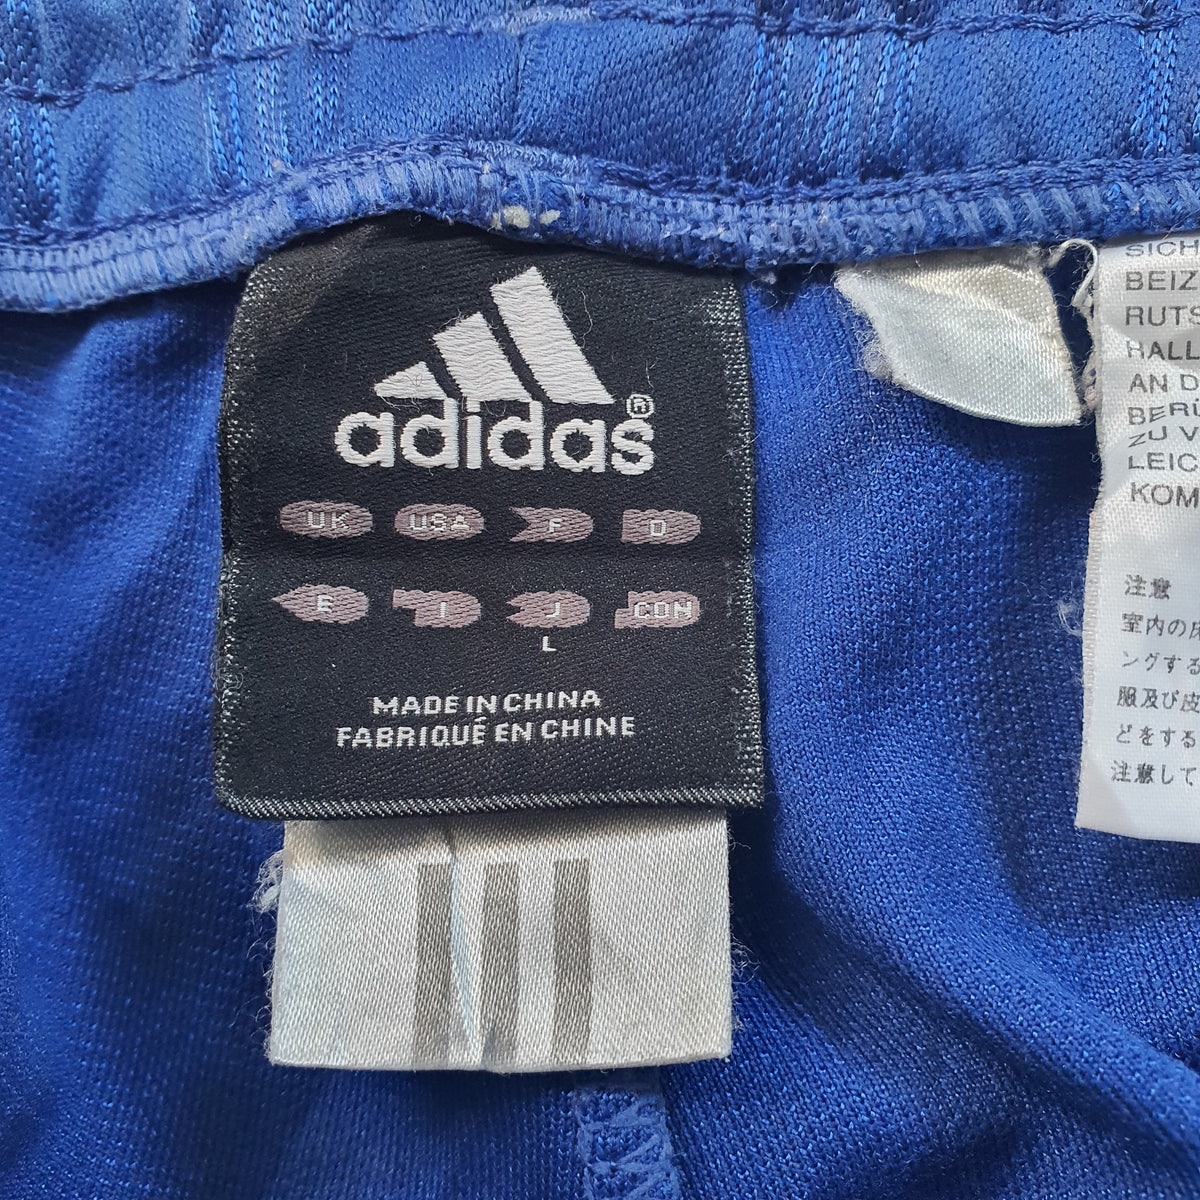 adidas®
UK USA F D
E I J CON
L
MADE IN CHINA
FABRIQUÉ EN CHINE
SICH
BEIZ
RUTS
HALL
AN D
BERI
ZU V
LEIC
KOM
注意
室内の
ングする
服及び皮
どをする
注意して